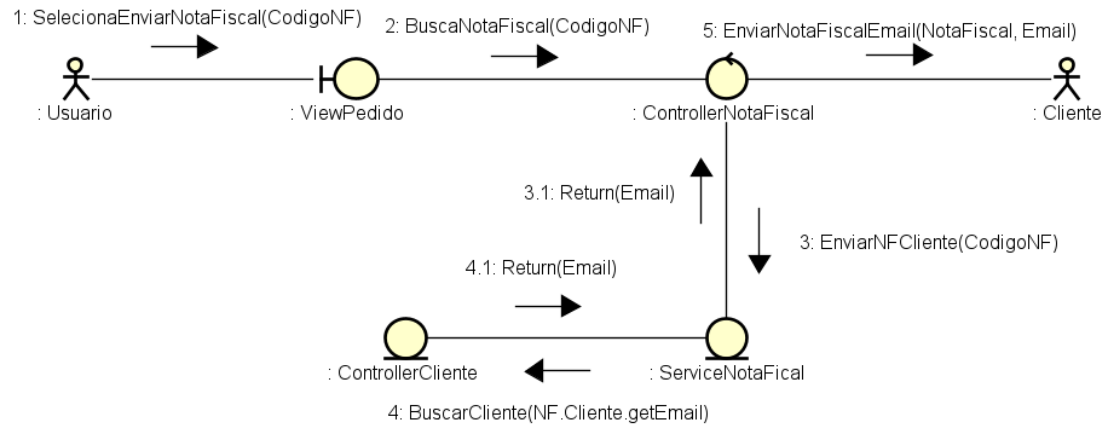 1: SelecionaEnviarNotaFiscal(CodigoNF)
2: BuscaNotaFiscal(CodigoNF)
5: EnviarNotaFiscalEmail(NotaFiscal, Email)
: Usuario
: ViewPedido
: ControllerNotaFiscal
: Cliente
3.1: Return(Email)
3: EnviarNFCliente(CodigoNF)
4.1: Return(Email)
: ControllerCliente
: ServiceNotaFical
4: BuscarCliente(NF.Cliente.getEmail)